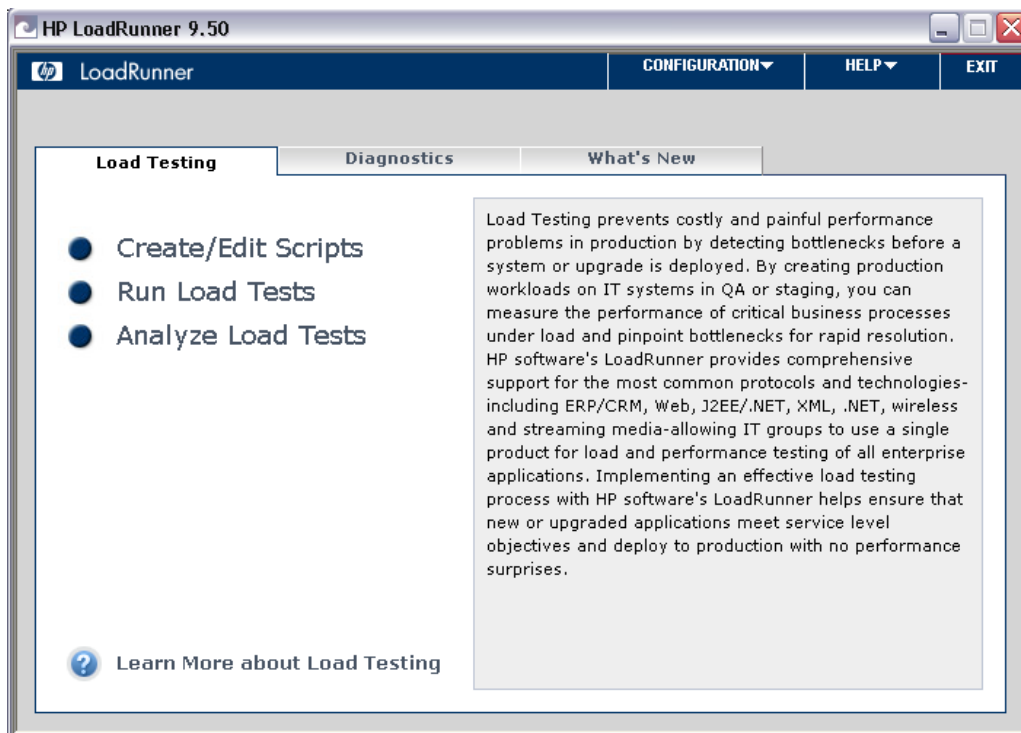 HP LoadRunner 9.50
hp LoadRunner
CONFIGURATION
HELP
EXIT
Load Testing
Diagnostics
What's New
Create/Edit Scripts
Run Load Tests
Analyze Load Tests
Load Testing prevents costly and painful performance
problems in production by detecting bottlenecks before a
system or upgrade is deployed. By creating production
workloads on IT systems in QA or staging, you can
measure the performance of critical business processes
under load and pinpoint bottlenecks for rapid resolution.
HP software's LoadRunner provides comprehensive
support for the most common protocols and technologies-
including ERP/CRM, Web, J2EE/.NET, XML, .NET, wireless
and streaming media-allowing IT groups to use a single
product for load and performance testing of all enterprise
applications. Implementing an effective load testing
process with HP software's LoadRunner helps ensure that
new or upgraded applications meet service level
objectives and deploy to production with no performance
surprises.
? Learn More about Load Testing